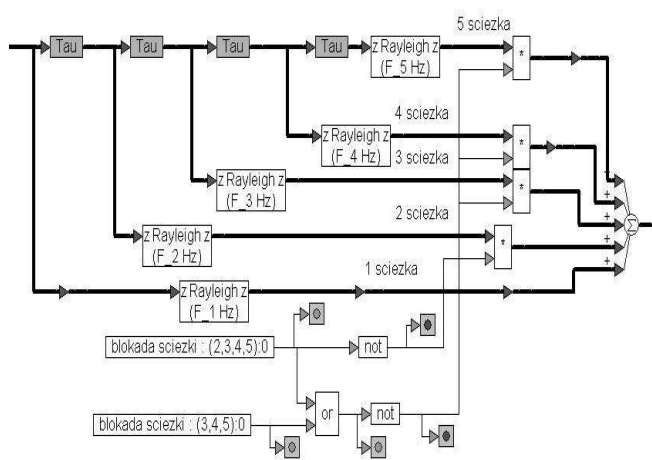 5 sciezka
Tau Tau Tau Tau
z Rayleigh z
(F_5 Hz)
*
4 sciezka
z Rayleigh z
(F_4 Hz)
*
3 sciezka
z Rayleigh z
(F_3 Hz)
*
2 sciezka
z Rayleigh z
(F_2 Hz)
*
1 sciezka
z Rayleigh z
(F_1 Hz)
+
+
+
+
+
Σ
blokada sciezki : (2,3,4,5):0
not
or
not
blokada sciezki : (3,4,5):0